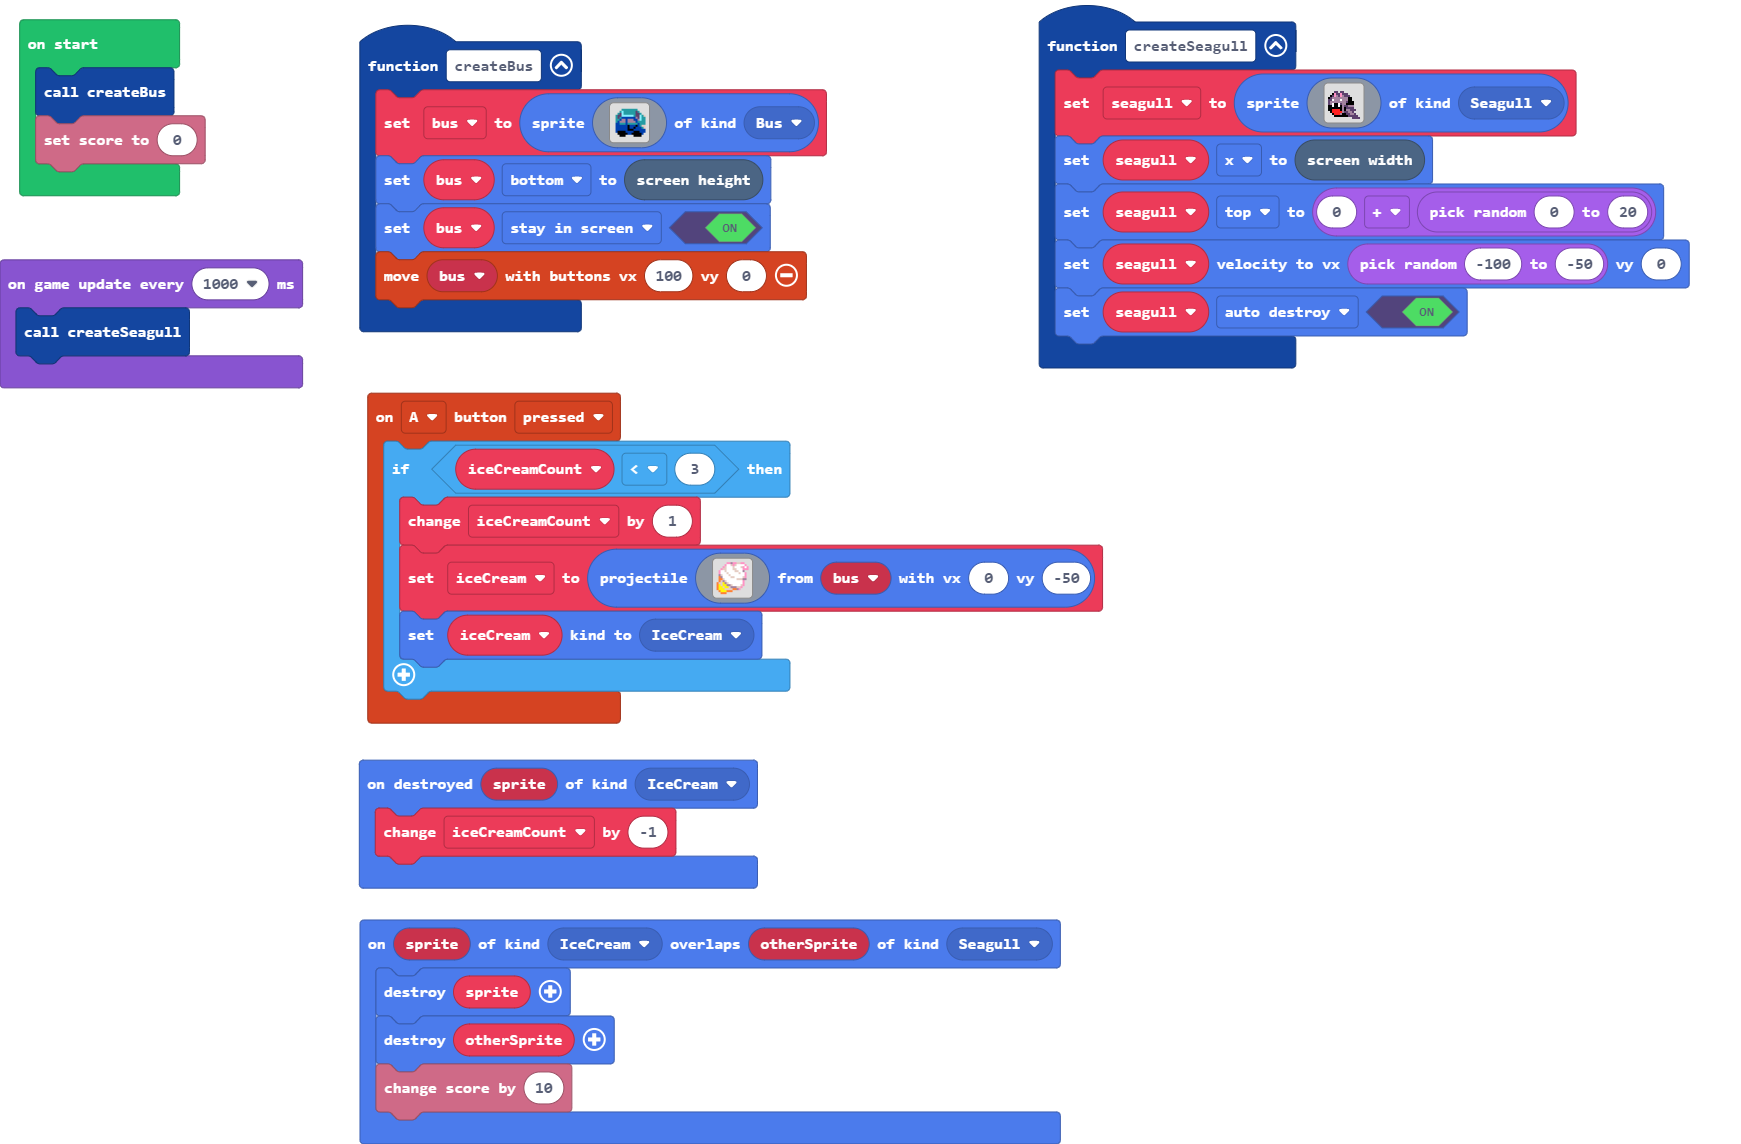 on start
call createBus
set score to 0
on game update every 1000 ms
call createSeagull
function createBus
set bus to sprite of kind Bus
set bus bottom to screen height
set bus stay in screen ON
move bus with buttons vx 100 vy 0
function createSeagull
set seagull to sprite of kind Seagull
set seagull x to screen width
set seagull top to 0 + pick random 0 to 20
set seagull velocity to vx pick random -100 to -50 vy 0
set seagull auto destroy ON
on A button pressed
if iceCreamCount < 3 then
change iceCreamCount by 1
set iceCream to projectile from bus with vx 0 vy -50
set iceCream kind to IceCream
on destroyed sprite of kind IceCream
change iceCreamCount by -1
on sprite of kind IceCream overlaps otherSprite of kind Seagull
destroy sprite
destroy otherSprite
change score by 10